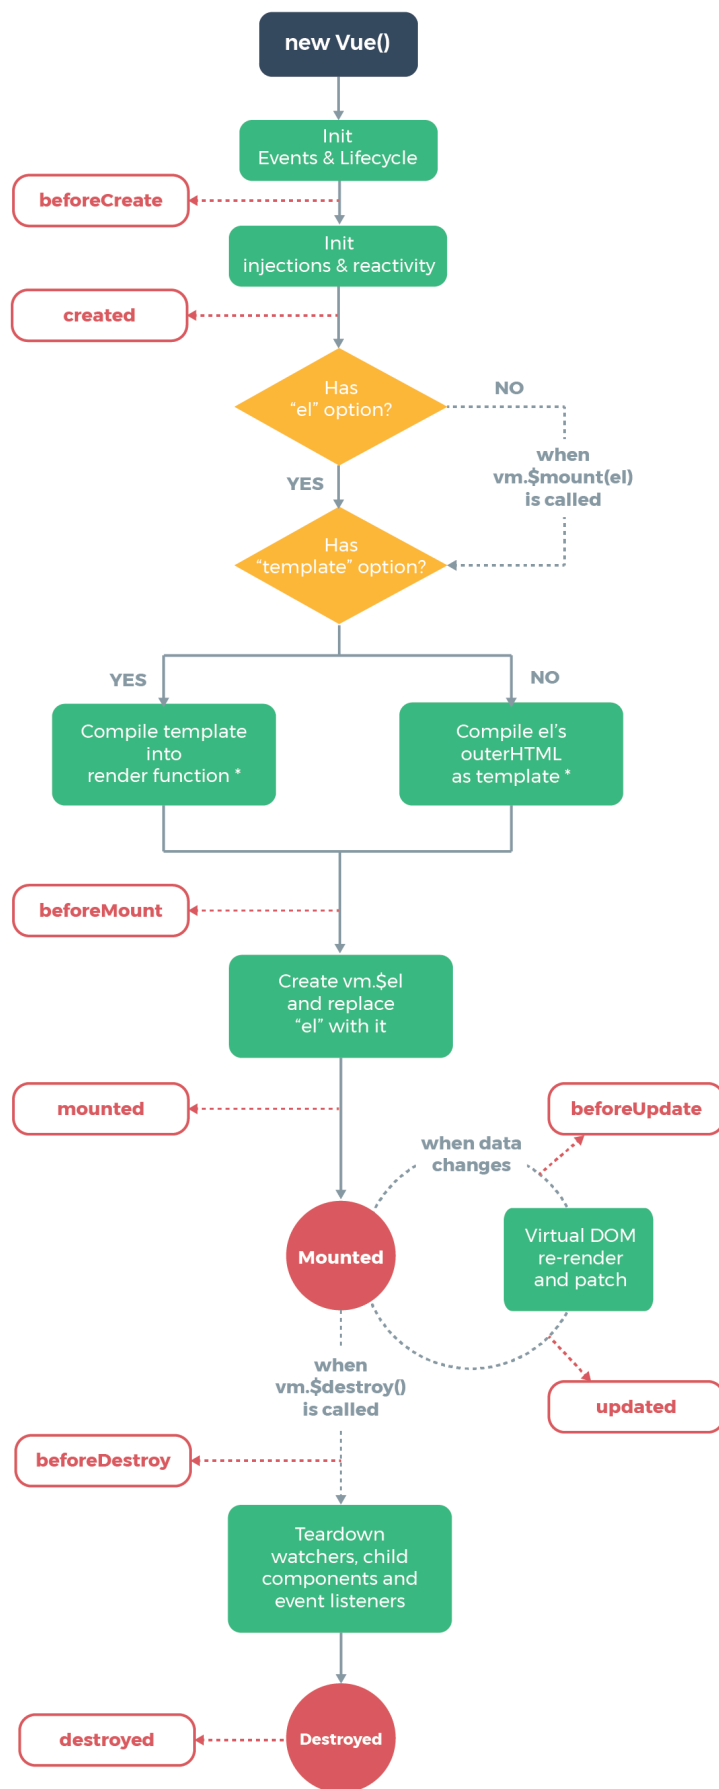 new Vue()
Init
Events & Lifecycle
beforeCreate
Init
injections & reactivity
created
Has
“el” option?
NO
when
vm.$mount(el)
is called
YES
Has
“template” option?
YES
NO
Compile template
into
render function *
Compile el’s
outerHTML
as template *
beforeMount
Create vm.$el
and replace
“el” with it
mounted
beforeUpdate
when data
changes
Mounted
Virtual DOM
re-render
and patch
when
vm.$destroy()
is called
updated
beforeDestroy
Teardown
watchers, child
components and
event listeners
destroyed
Destroyed